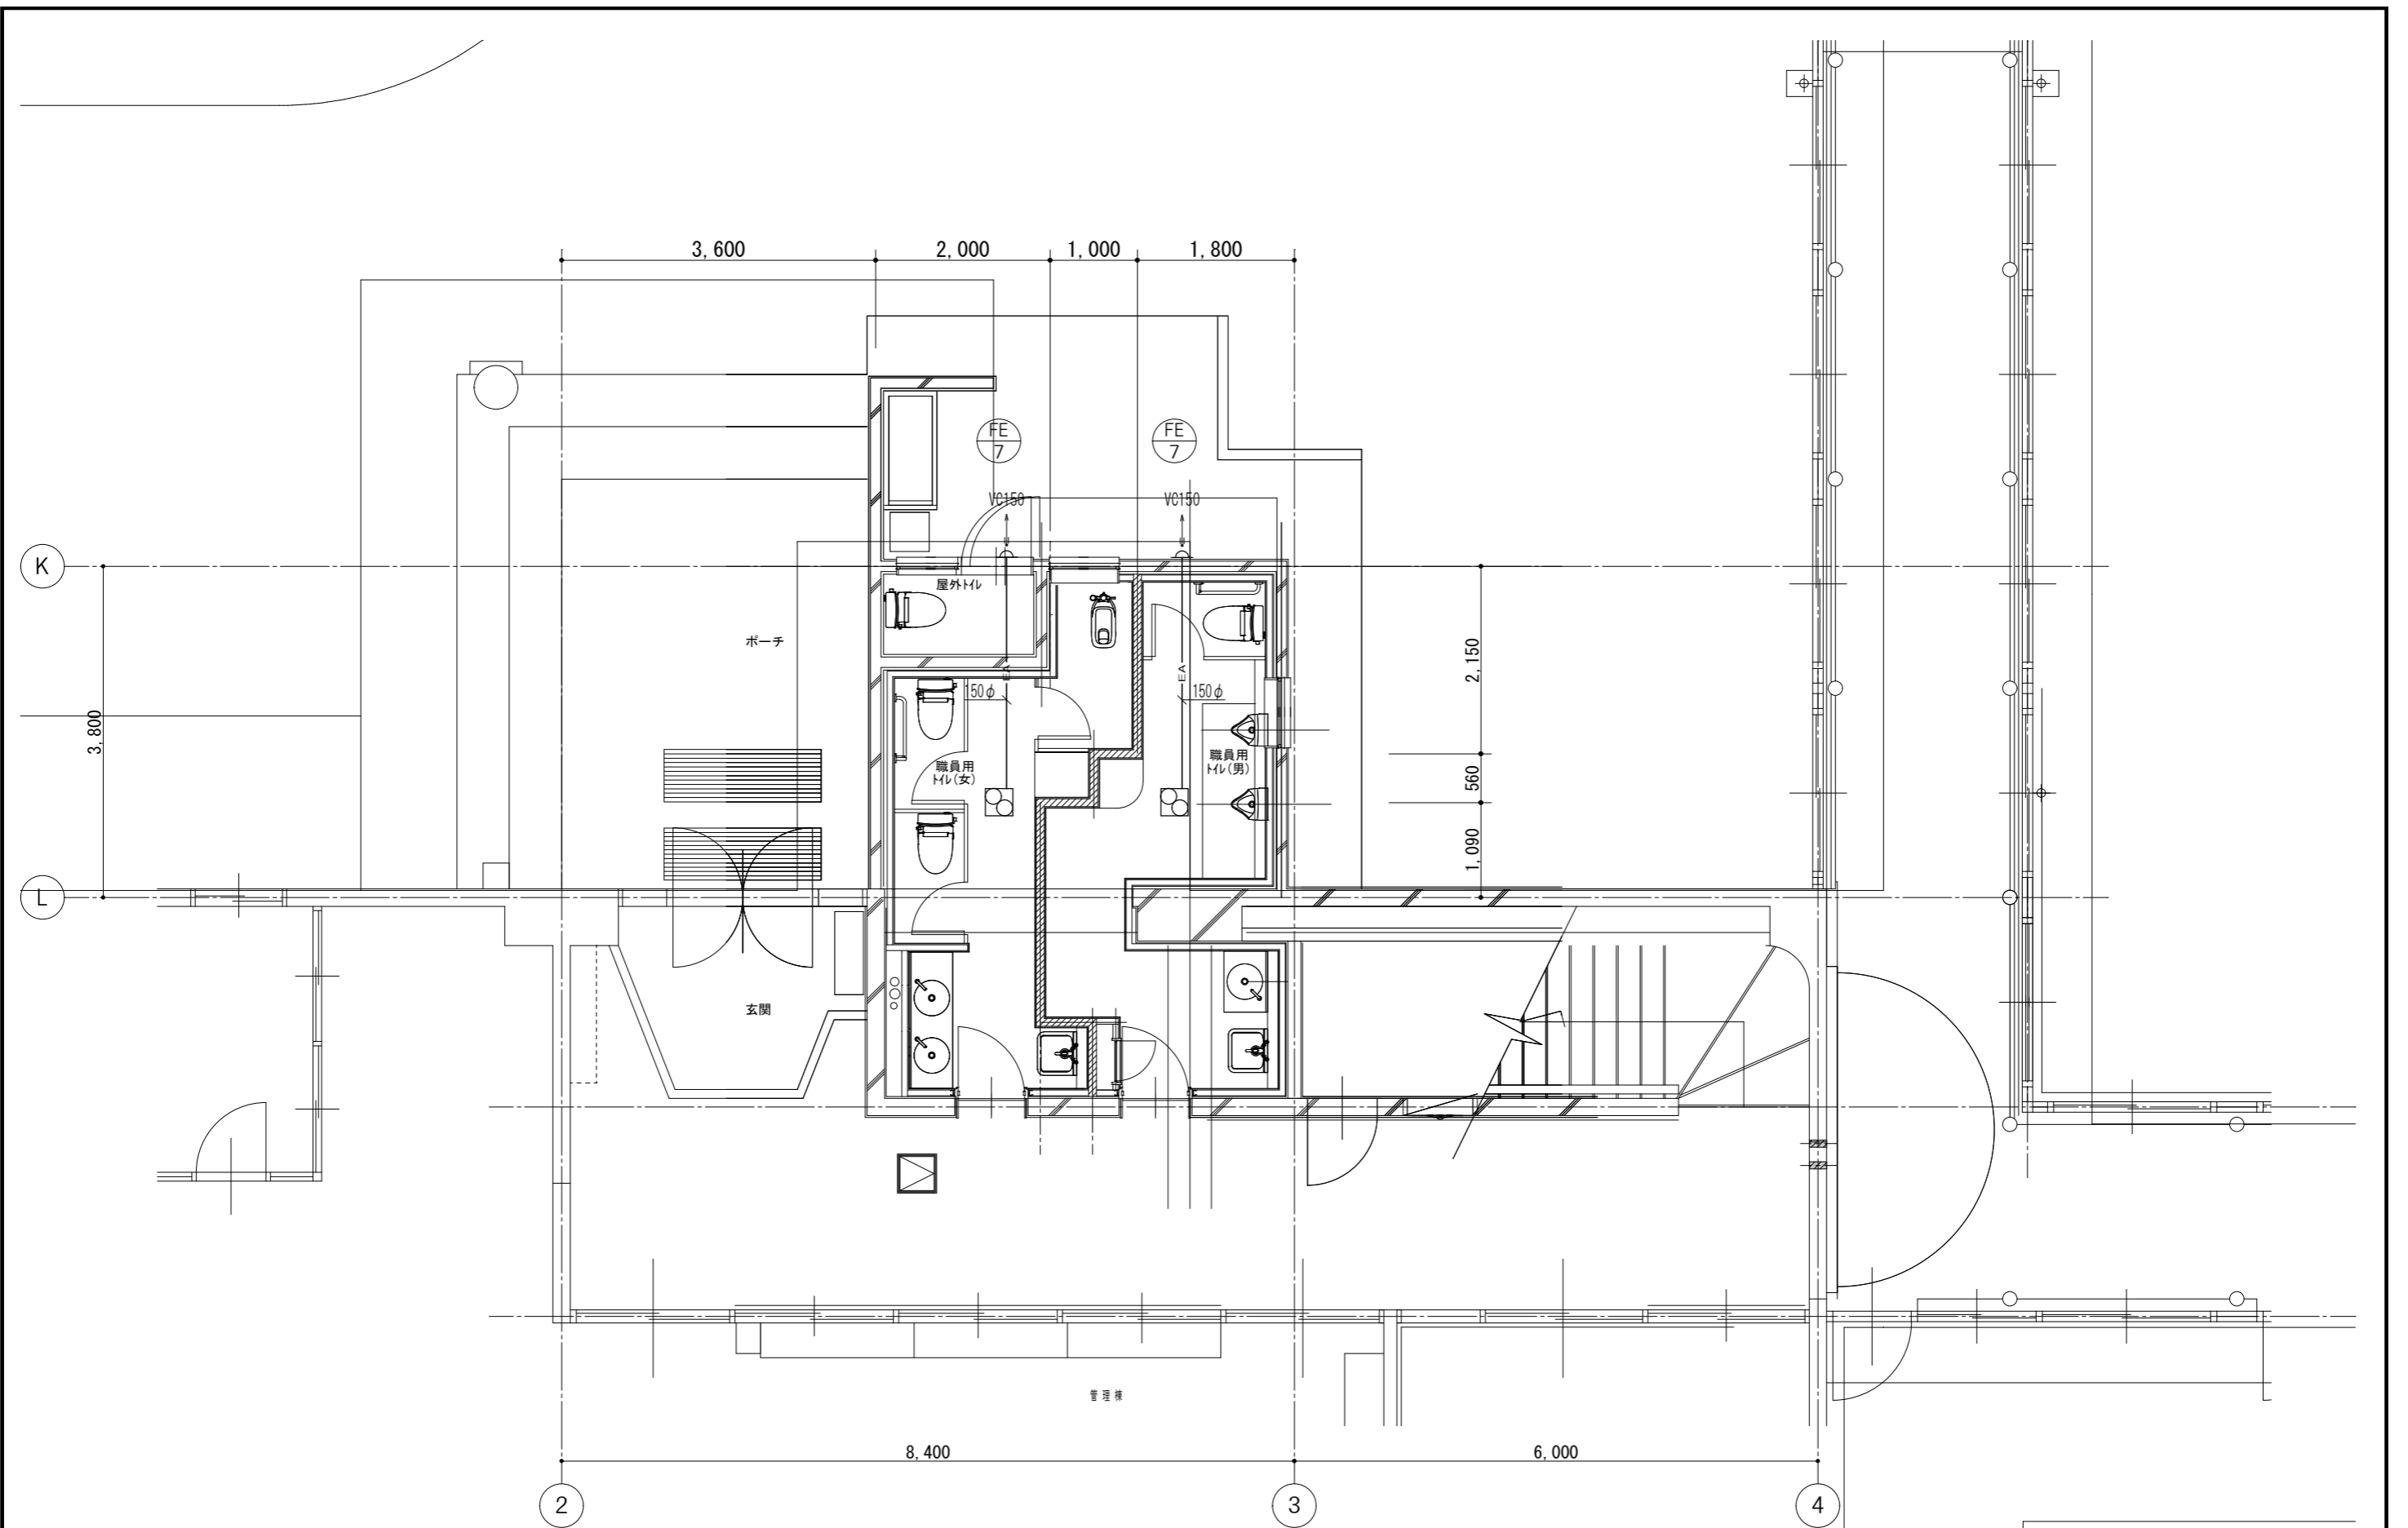 3,600
2,000
1,000
1,800
FE
7
FE
7
VC150
VC150
K
屋外トイレ
ポーチ
EA
EA
150φ
150φ
2,150
3,800
職員用
トイレ(女)
職員用
トイレ(男)
560
1,090
L
玄関
管理棟
8,400
6,000
2
3
4